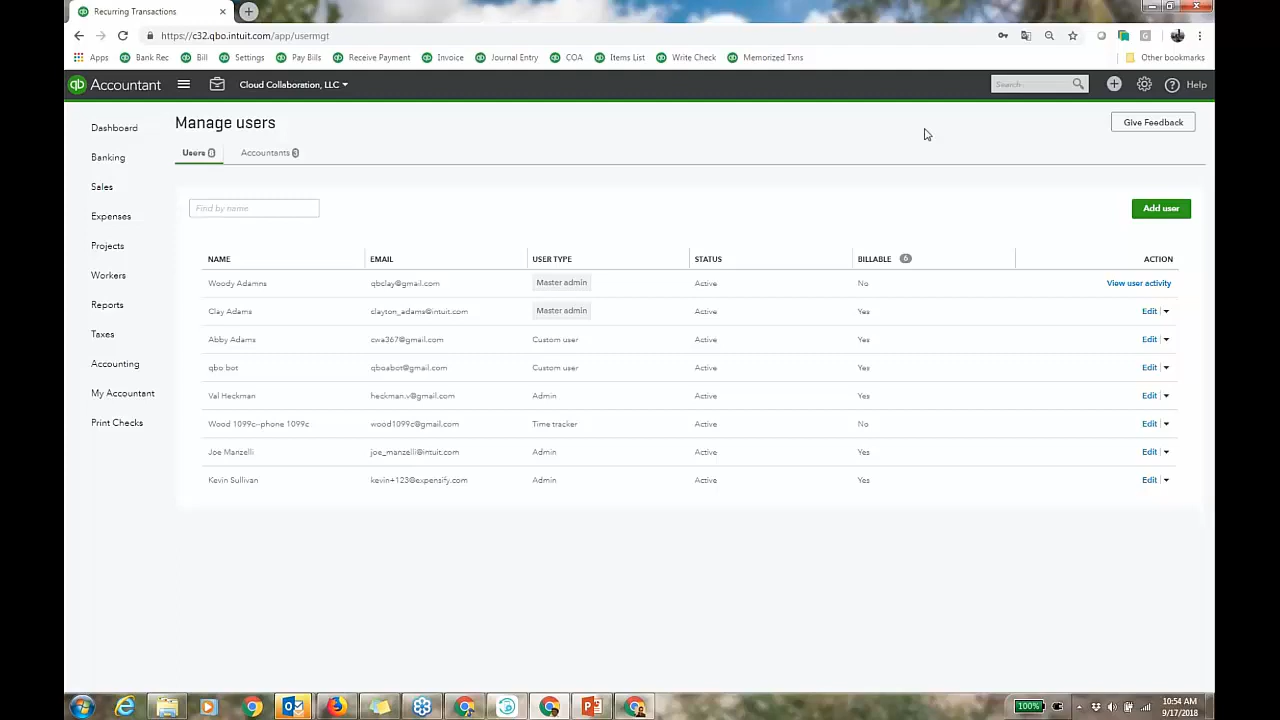 Recurring Transactions
https://c32.qbo.intuit.com/app/usermgt
Apps Bank Rec Bill Settings Pay Bills Receive Payment Invoice Journal Entry COA Items List Write Check Memorized Txns Other bookmarks
qb Accountant Cloud Collaboration, LLC Search Help
Manage users
Give Feedback
Users 8 Accountants 3
Find by name
Add user
NAME EMAIL USER TYPE STATUS BILLABLE 6 ACTION
Woody Adamns qbclay@gmail.com Master admin Active No View user activity
Clay Adams clayton_adams@intuit.com Master admin Active Yes Edit
Abby Adams cwa367@gmail.com Custom user Active Yes Edit
qbo bot qboabot@gmail.com Custom user Active Yes Edit
Val Heckman heckman.v@gmail.com Admin Active Yes Edit
Wood 1099c--phone 1099c wood1099c@gmail.com Time tracker Active No Edit
Joe Manzelli joe_manzelli@intuit.com Admin Active Yes Edit
Kevin Sullivan kevin+123@expensify.com Admin Active Yes Edit
Dashboard
Banking
Sales
Expenses
Projects
Workers
Reports
Taxes
Accounting
My Accountant
Print Checks
100%
10:54 AM
9/17/2018